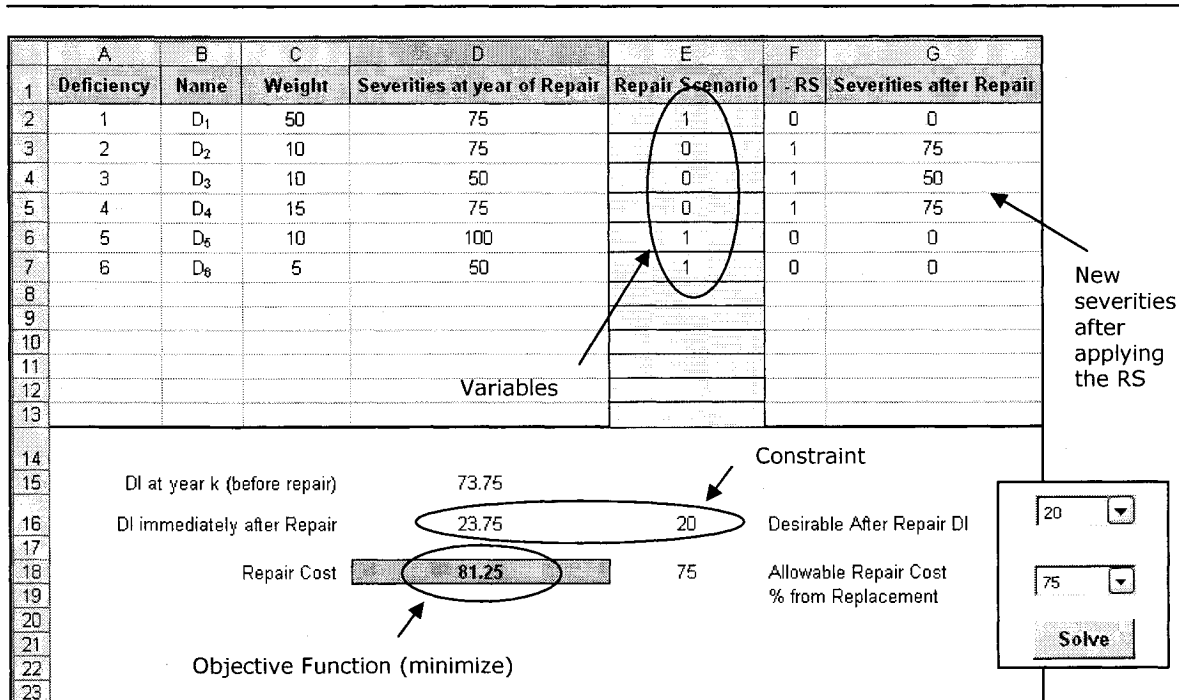 A B C D E F G
1 Deficiency Name Weight Severities at year of Repair Repair Scenario 1 - RS Severities after Repair
2 1 D₁ 50 75 1 0 0
3 2 D₂ 10 75 0 1 75
4 3 D₃ 10 50 0 1 50
5 4 D₄ 15 75 0 1 75
6 5 D₅ 10 100 1 0 0
7 6 D₆ 5 50 1 0 0
8
9
10
11
12
13
New
severities
after
applying
the RS
Variables
14
Constraint
15 DI at year k (before repair) 73.75
16 DI immediately after Repair 23.75 20 Desirable After Repair DI 20
17
18 Repair Cost 81.25 75 Allowable Repair Cost 75
19 % from Replacement
20
21 Solve
22 Objective Function (minimize)
23